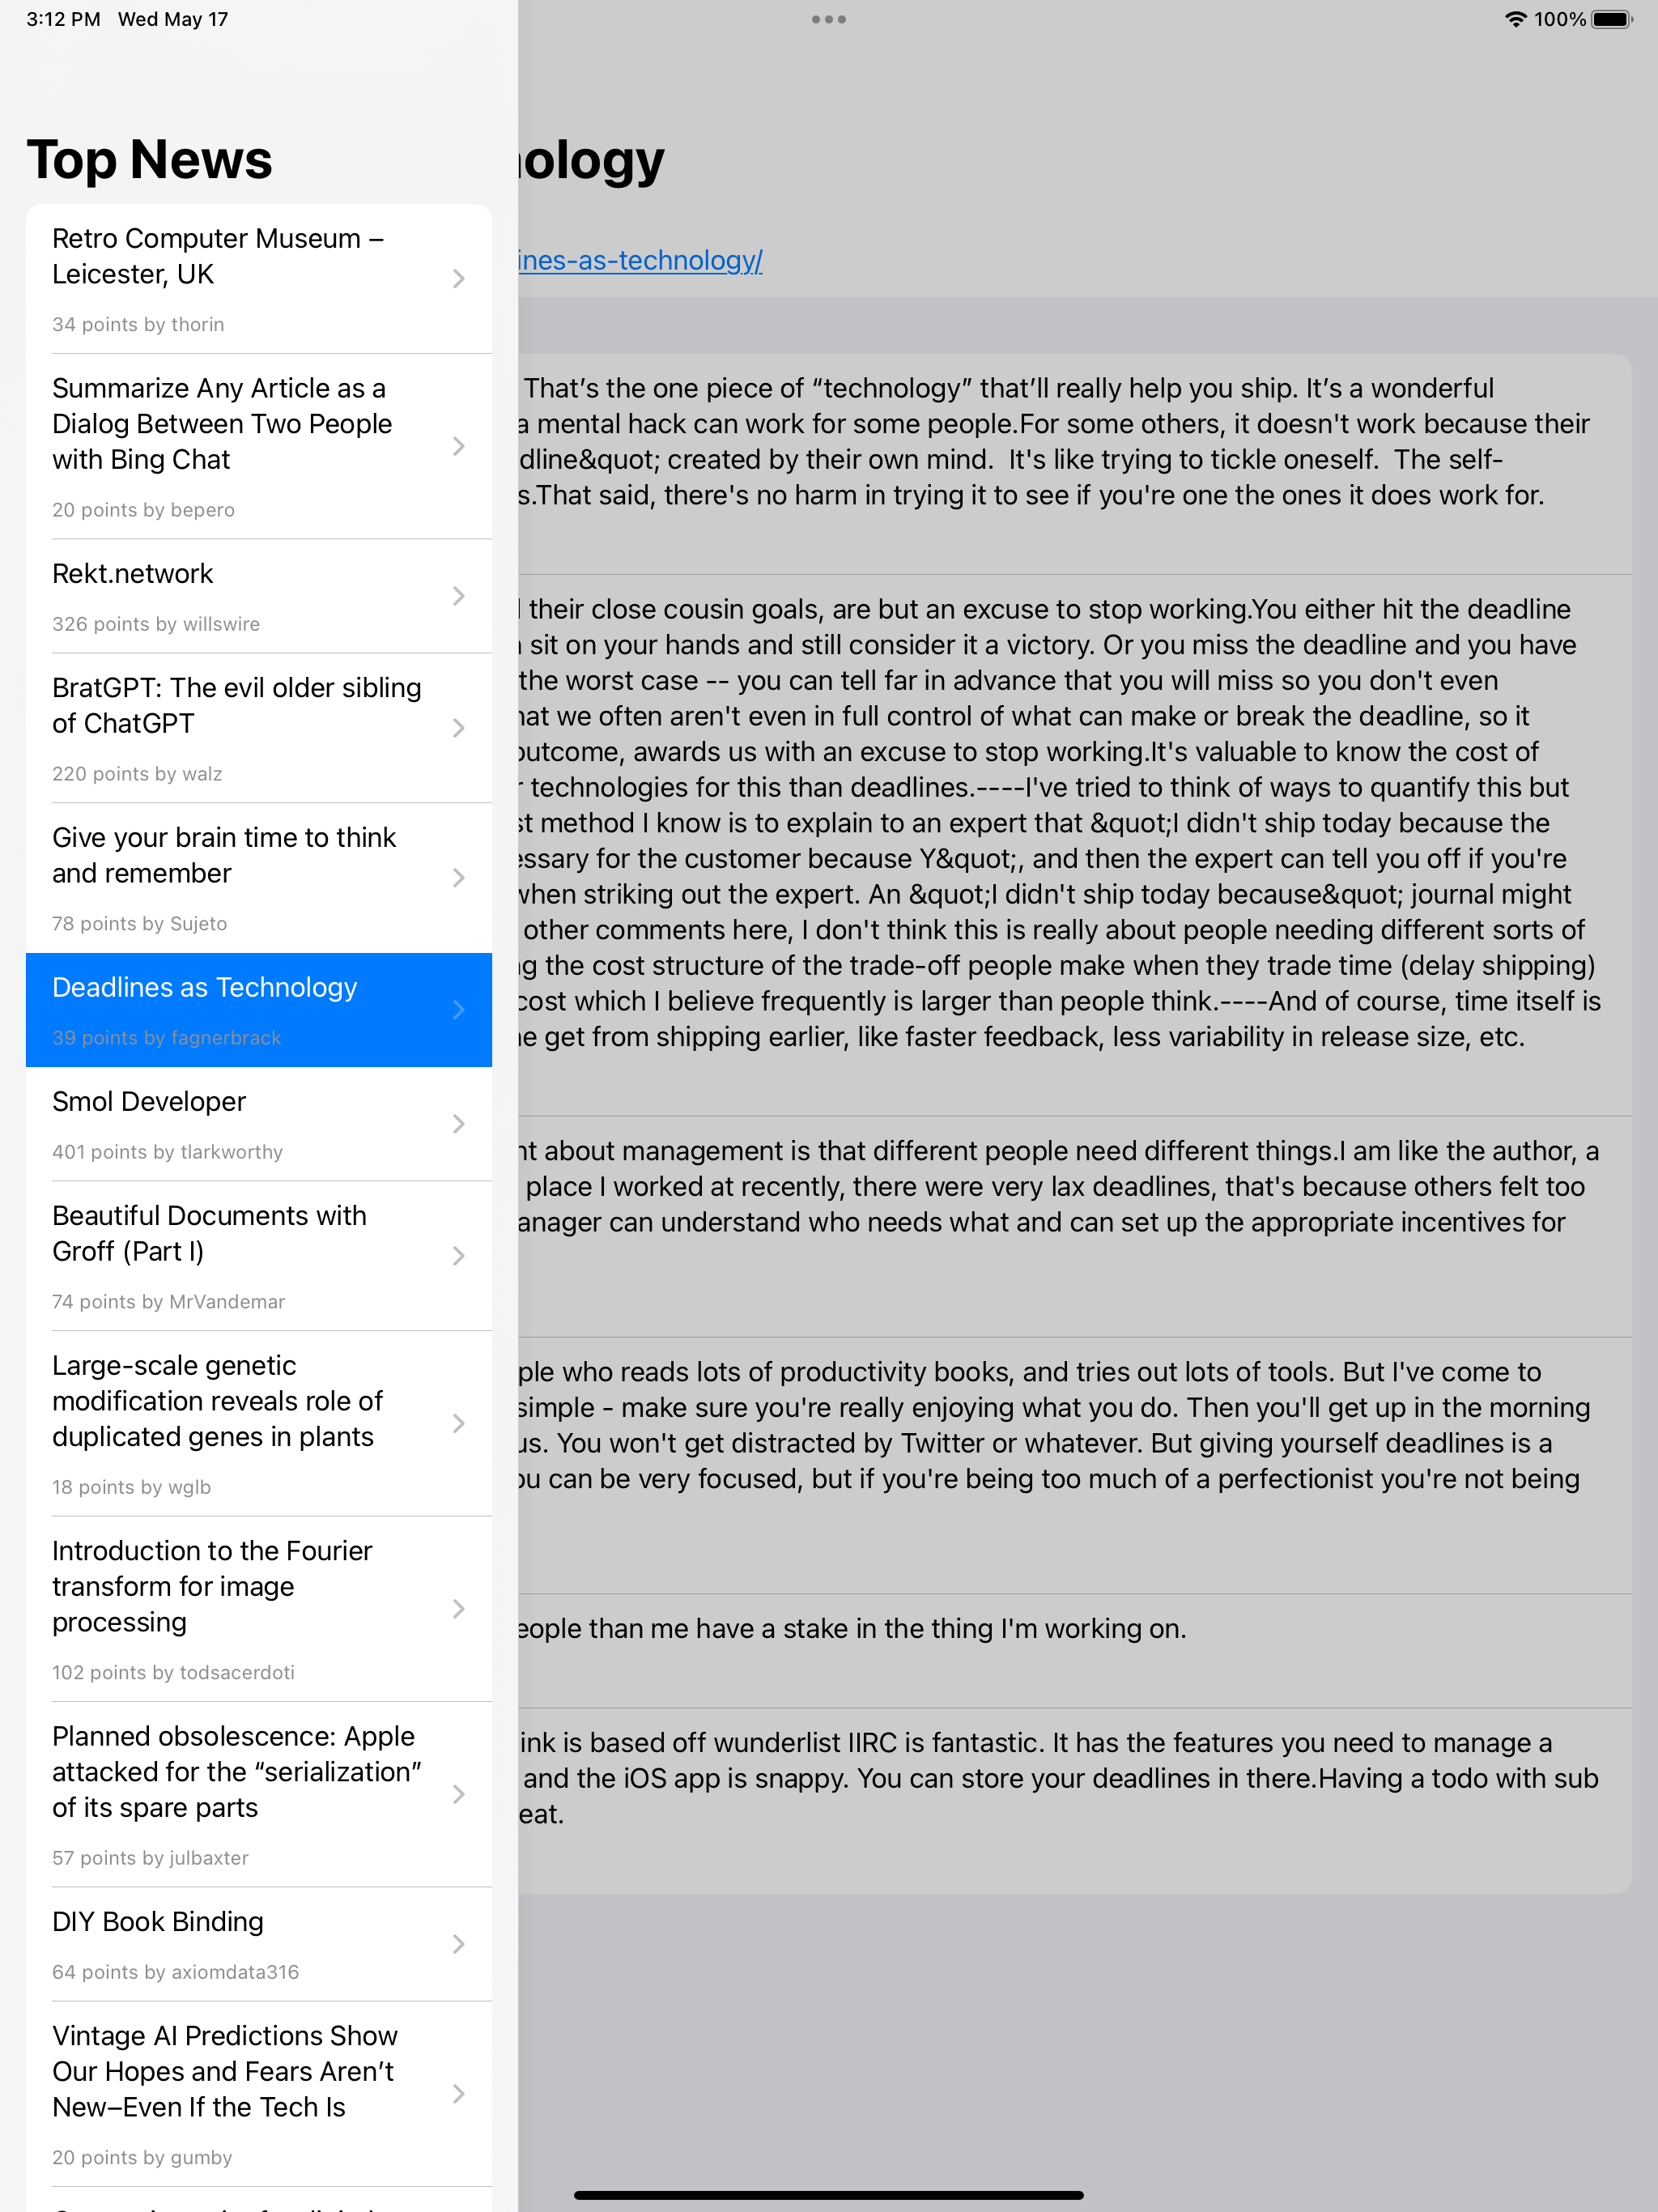 3:12 PM Wed May 17
100%
Top News
Retro Computer Museum –
Leicester, UK
34 points by thorin
Summarize Any Article as a
Dialog Between Two People
with Bing Chat
20 points by bepero
Rekt.network
326 points by willswire
BratGPT: The evil older sibling
of ChatGPT
220 points by walz
Give your brain time to think
and remember
78 points by Sujeto
Deadlines as Technology
39 points by fagnerbrack
Smol Developer
401 points by tlarkworthy
Beautiful Documents with
Groff (Part I)
74 points by MrVandemar
Large-scale genetic
modification reveals role of
duplicated genes in plants
18 points by wglb
Introduction to the Fourier
transform for image
processing
102 points by todsacerdoti
Planned obsolescence: Apple
attacked for the “serialization”
of its spare parts
57 points by julbaxter
DIY Book Binding
64 points by axiomdata316
Vintage AI Predictions Show
Our Hopes and Fears Aren’t
New–Even If the Tech Is
20 points by gumby
ology
ines-as-technology/
That’s the one piece of “technology” that’ll really help you ship. It’s a wonderful
a mental hack can work for some people.For some others, it doesn't work because their
dline&quot; created by their own mind.  It's like trying to tickle oneself.  The self-
s.That said, there's no harm in trying it to see if you're one the ones it does work for.
their close cousin goals, are but an excuse to stop working.You either hit the deadline
sit on your hands and still consider it a victory. Or you miss the deadline and you have
the worst case -- you can tell far in advance that you will miss so you don't even
hat we often aren't even in full control of what can make or break the deadline, so it
outcome, awards us with an excuse to stop working.It's valuable to know the cost of
technologies for this than deadlines.----I've tried to think of ways to quantify this but
st method I know is to explain to an expert that &quot;I didn't ship today because the
essary for the customer because Y&quot;, and then the expert can tell you off if you're
when striking out the expert. An &quot;I didn't ship today because&quot; journal might
other comments here, I don't think this is really about people needing different sorts of
ng the cost structure of the trade-off people make when they trade time (delay shipping)
cost which I believe frequently is larger than people think.----And of course, time itself is
ne get from shipping earlier, like faster feedback, less variability in release size, etc.
nt about management is that different people need different things.I am like the author, a
place I worked at recently, there were very lax deadlines, that's because others felt too
anager can understand who needs what and can set up the appropriate incentives for
ple who reads lots of productivity books, and tries out lots of tools. But I've come to
simple - make sure you're really enjoying what you do. Then you'll get up in the morning
us. You won't get distracted by Twitter or whatever. But giving yourself deadlines is a
ou can be very focused, but if you're being too much of a perfectionist you're not being
eople than me have a stake in the thing I'm working on.
ink is based off wunderlist IIRC is fantastic. It has the features you need to manage a
and the iOS app is snappy. You can store your deadlines in there.Having a todo with sub
eat.